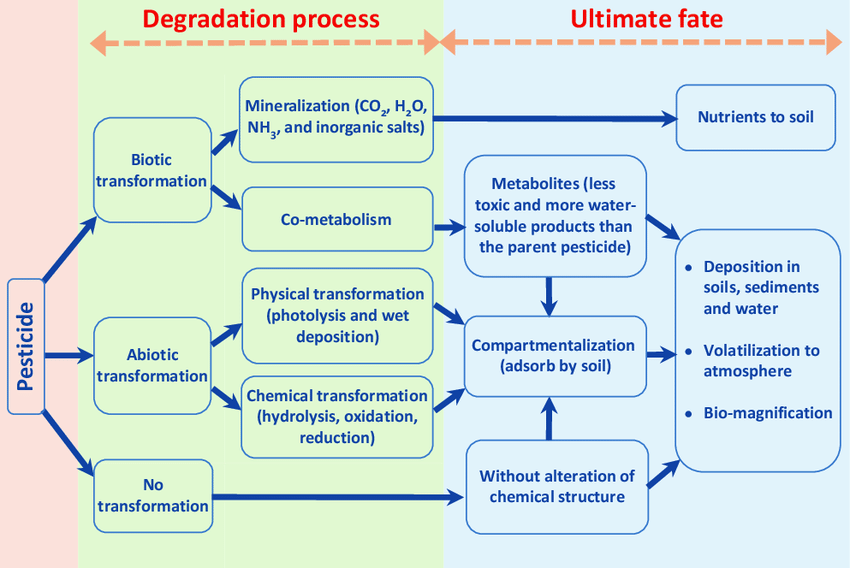 Degradation process
Ultimate fate
Pesticide
Biotic
transformation
Abiotic
transformation
No
transformation
Mineralization (CO₂, H₂O,
NH₃, and inorganic salts)
Co-metabolism
Physical transformation
(photolysis and wet
deposition)
Chemical transformation
(hydrolysis, oxidation,
reduction)
Metabolites (less
toxic and more water-
soluble products than
the parent pesticide)
Compartmentalization
(adsorb by soil)
Without alteration of
chemical structure
Nutrients to soil
• Deposition in
soils, sediments
and water
• Volatilization to
atmosphere
• Bio-magnification